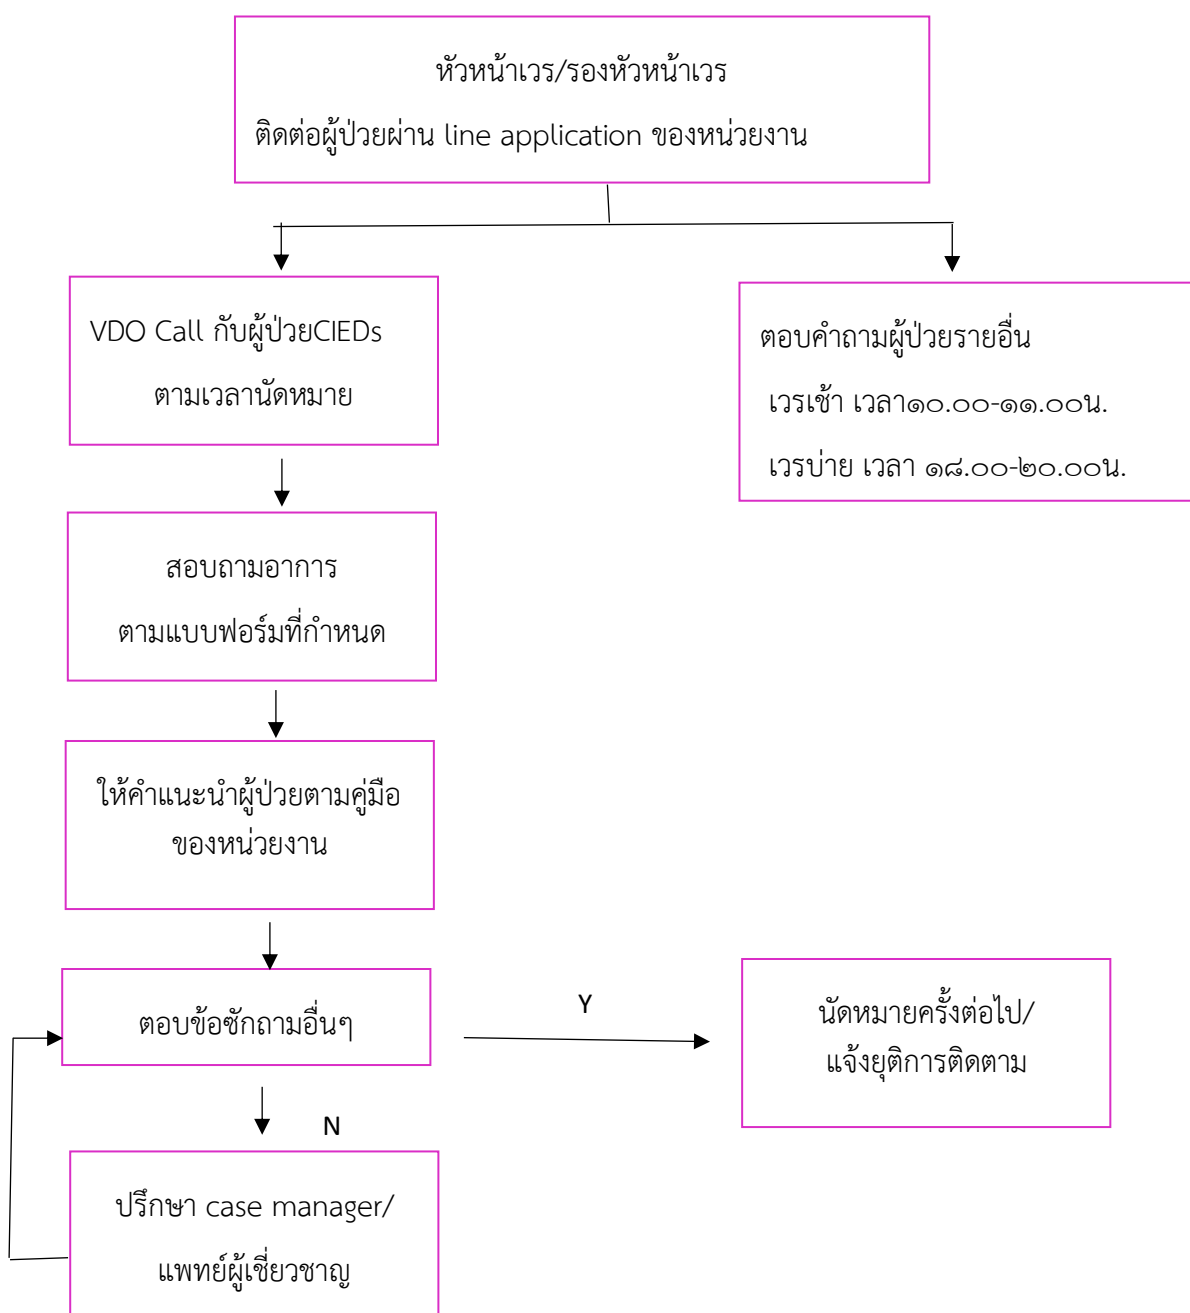 หัวหน้าเวร/รองหัวหน้าเวร
ติดต่อผู้ป่วยผ่าน line application ของหน่วยงาน
VDO Call กับผู้ป่วยCIEDs
ตามเวลานัดหมาย
ตอบคำถามผู้ป่วยรายอื่น
เวรเช้า เวลา๑๐.๐๐-๑๑.๐๐น.
เวรบ่าย เวลา ๑๘.๐๐-๒๐.๐๐น.
สอบถามอาการ
ตามแบบฟอร์มที่กำหนด
ให้คำแนะนำผู้ป่วยตามคู่มือ
ของหน่วยงาน
ตอบข้อซักถามอื่นๆ
Y
นัดหมายครั้งต่อไป/
แจ้งยุติการติดตาม
N
ปรึกษา case manager/
แพทย์ผู้เชี่ยวชาญ